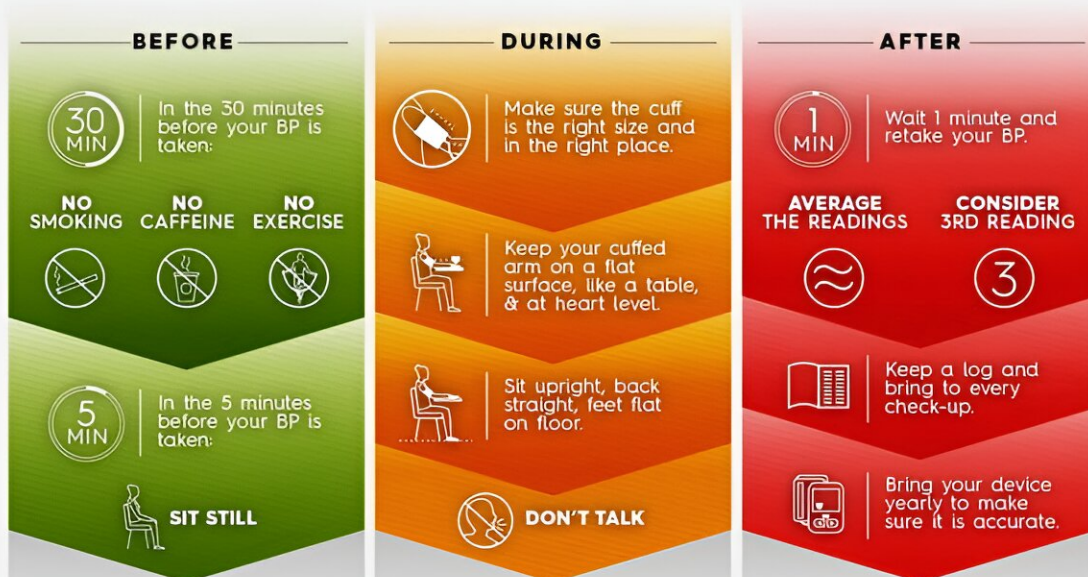 BEFORE
30
MIN
In the 30 minutes
before your BP is
taken:
NO
SMOKING
NO
CAFFEINE
NO
EXERCISE
5
MIN
In the 5 minutes
before your BP is
taken:
SIT STILL
DURING
Make sure the cuff
is the right size and
in the right place.
Keep your cuffed
arm on a flat
surface, like a table,
& at heart level.
Sit upright, back
straight, feet flat
on floor.
DON'T TALK
AFTER
1
MIN
Wait 1 minute and
retake your BP.
AVERAGE
THE READINGS
CONSIDER
3RD READING
3
Keep a log and
bring to every
check-up.
Bring your device
yearly to make
sure it is accurate.